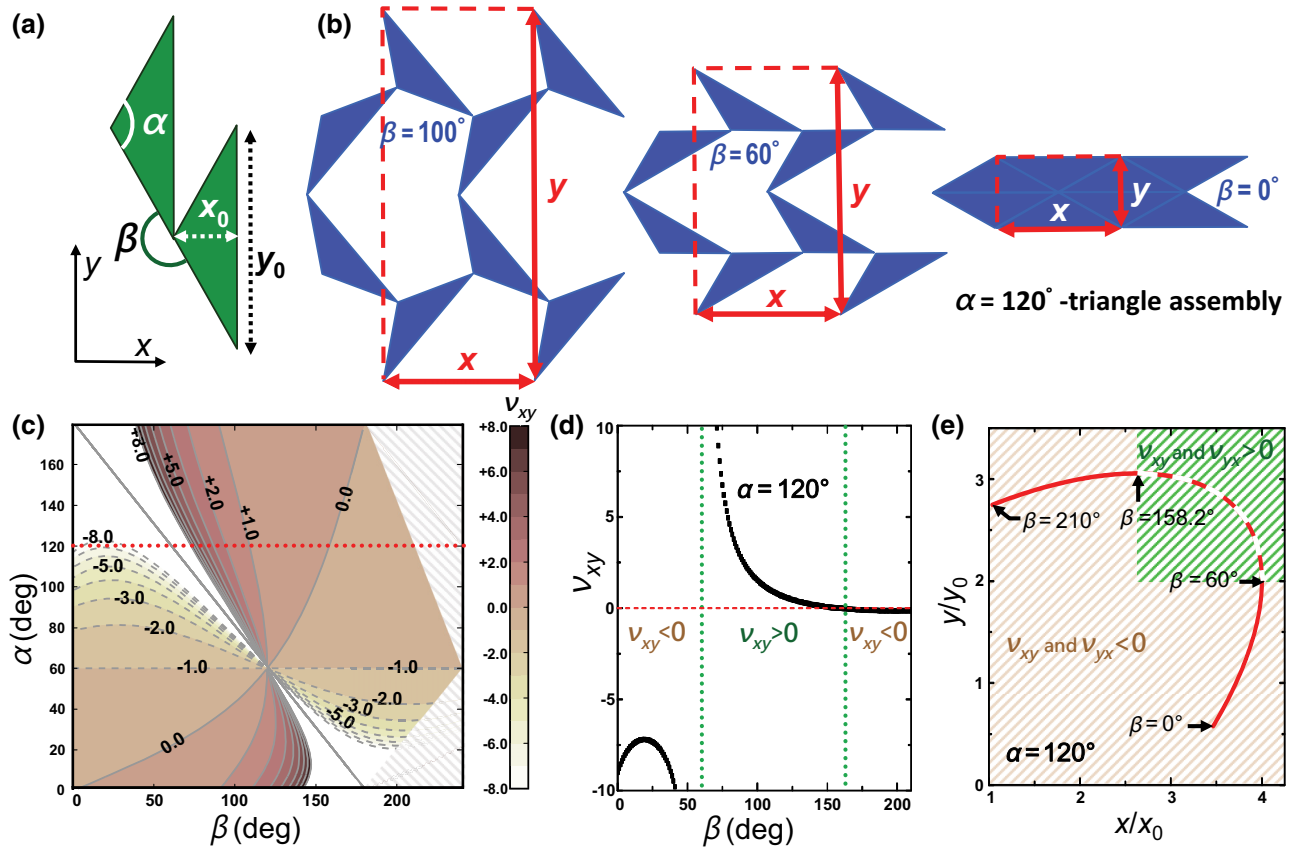 (a)
α
β
x₀
y₀
y
x
(b)
β = 100°
y
x
β = 60°
y
x
β = 0°
x
y
α = 120° -triangle assembly
(c)
α (deg)
180
160
140
120
100
80
60
40
20
0
+8.0
+5.0
+2.0
+1.0
0.0
-8.0
-5.0
-3.0
-2.0
-1.0
-1.0
-2.0
-3.0
-5.0
0.0
0 50 100 150 200
β (deg)
νxy
+8.0
+6.0
+4.0
+2.0
0.0
-2.0
-4.0
-6.0
-8.0
(d)
νxy
10
5
0
-5
-10
α = 120°
νxy<0
νxy>0
νxy<0
0 50 100 150 200
β (deg)
(e)
y/y₀
3
2
1
0
νxy and νyx>0
β = 210°
β = 158.2°
β = 60°
νxy and νyx<0
β = 0°
α = 120°
1 2 3 4
x/x₀